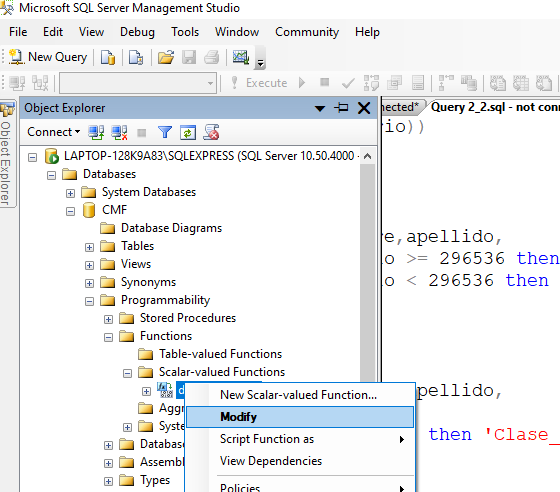 Microsoft SQL Server Management Studio
File Edit View Debug Tools Window Community Help
New Query
Execute
Object Explorer
nnected* Query 2_2.sql - not conn
Object Explorer
Connect
LAPTOP-128K9A83\SQLEXPRESS (SQL Server 10.50.4000 -
Databases
System Databases
CMF
Database Diagrams
Tables
Views
Synonyms
Programmability
Stored Procedures
Functions
Table-valued Functions
Scalar-valued Functions
d
Aggr
Syste
Database
Assemb
Types
New Scalar-valued Function...
Modify
Script Function as
View Dependencies
Policies
rio))
re,apellido,
o >= 296536 then
o < 296536 then
pellido,
then 'Clase_